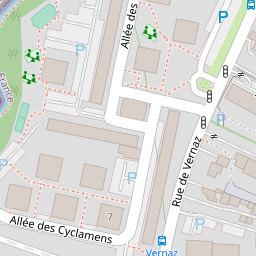 Allée des
P
France
Rue de Vernaz
P
P
Allée des Cyclamens
7
P
Vernaz